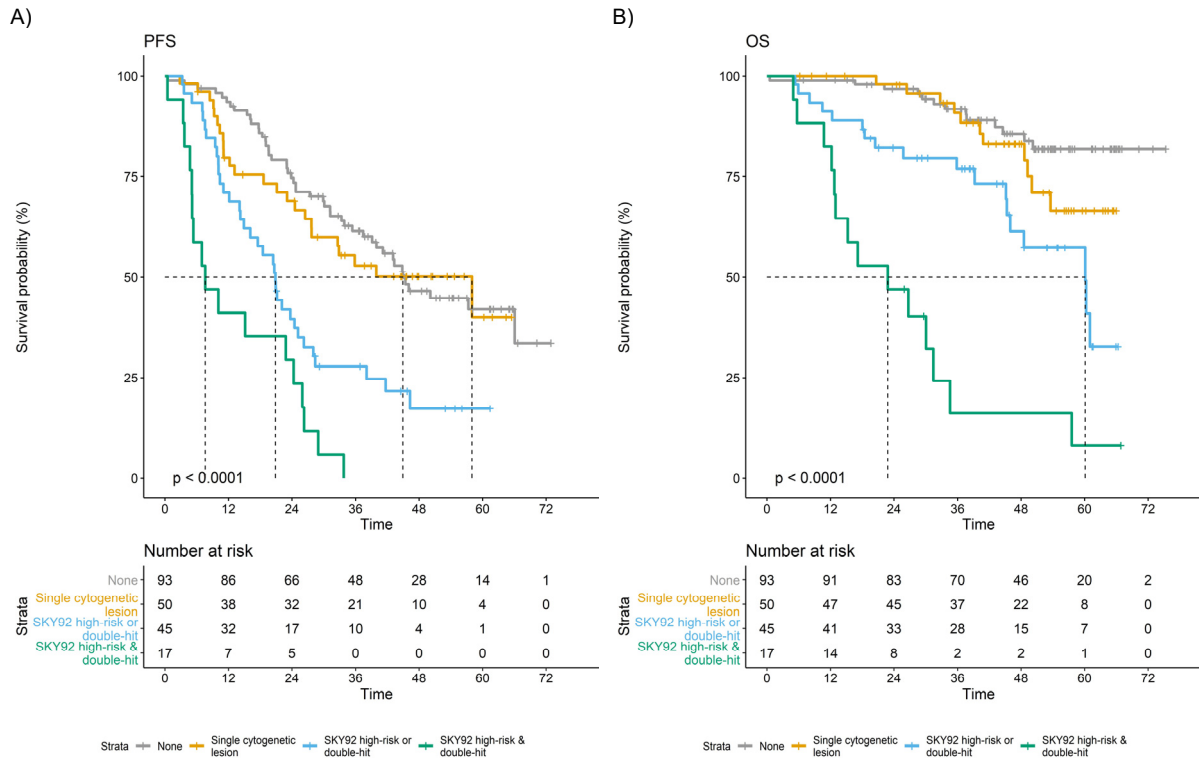 A)
PFS
Survival probability (%)
100
75
50
25
0
p < 0.0001
0 12 24 36 48 60 72
Time
Number at risk
Strata
None 93 86 66 48 28 14 1
Single cytogenetic
lesion 50 38 32 21 10 4 0
SKY92 high-risk or
double-hit 45 32 17 10 4 1 0
SKY92 high-risk &
double-hit 17 7 5 0 0 0 0
0 12 24 36 48 60 72
Time
Strata None Single cytogenetic
lesion SKY92 high-risk or
double-hit SKY92 high-risk &
double-hit
B)
OS
Survival probability (%)
100
75
50
25
0
p < 0.0001
0 12 24 36 48 60 72
Time
Number at risk
Strata
None 93 91 83 70 46 20 2
Single cytogenetic
lesion 50 47 45 37 22 8 0
SKY92 high-risk or
double-hit 45 41 33 28 15 7 0
SKY92 high-risk &
double-hit 17 14 8 2 2 1 0
0 12 24 36 48 60 72
Time
Strata None Single cytogenetic
lesion SKY92 high-risk or
double-hit SKY92 high-risk &
double-hit